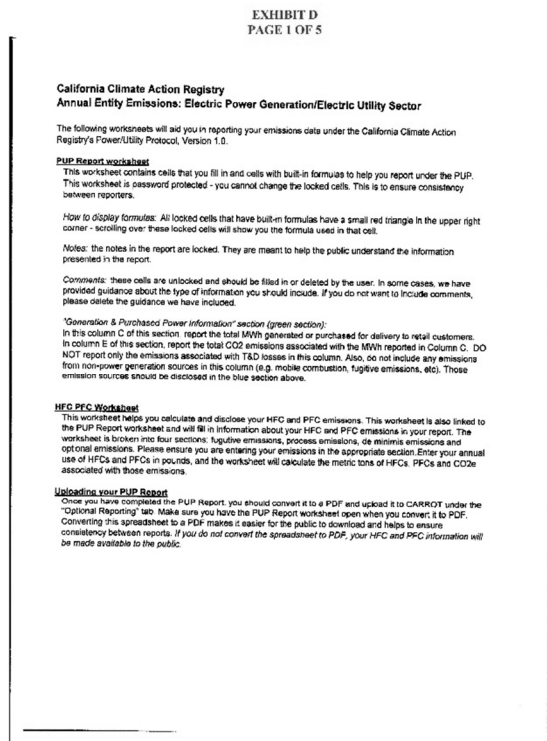 EXHIBIT D
PAGE 1 OF 5
California Climate Action Registry
Annual Entity Emissions: Electric Power Generation/Electric Utility Sector
The following worksheets will aid you in reporting your emissions data under the California Climate Action
Registry's Power/Utility Protocol, Version 1.0.
PUP Report worksheet
This worksheet contains cells that you fill in and cells with built-in formulas to help you report under the PUP.
This worksheet is password protected - you cannot change the locked cells. This is to ensure consistency
between reporters.
How to display formulas: All locked cells that have built-in formulas have a small red triangle in the upper right
corner - scrolling over these locked cells will show you the formula used in that cell.
Notes: the notes in the report are locked. They are meant to help the public understand the information
presented in the report.
Comments: these cells are unlocked and should be filled in or deleted by the user. In some cases, we have
provided guidance about the type of information you should include. If you do not want to include comments,
please delete the guidance we have included.
"Generation & Purchased Power Information" section (green section):
In this column C of this section, report the total MWh generated or purchased for delivery to retail customers.
In column E of this section, report the total CO2 emissions associated with the MWh reported in Column C. DO
NOT report only the emissions associated with T&D losses in this column. Also, do not include any emissions
from non-power generation sources in this column (e.g. mobile combustion, fugitive emissions, etc). Those
emission sources should be disclosed in the blue section above.
HFC PFC Worksheet
This worksheet helps you calculate and disclose your HFC and PFC emissions. This worksheet is also linked to
the PUP Report worksheet and will fill in information about your HFC and PFC emissions in your report. The
worksheet is broken into four sections: fugutive emissions, process emissions, de minimis emissions and
optional emissions. Please ensure you are entering your emissions in the appropriate section.Enter your annual
use of HFCs and PFCs in pounds, and the worksheet will calculate the metric tons of HFCs, PFCs and CO2e
associated with those emissions.
Uploading your PUP Report
Once you have completed the PUP Report, you should convert it to a PDF and upload it to CARROT under the
"Optional Reporting" tab. Make sure you have the PUP Report worksheet open when you convert it to PDF.
Converting this spreadsheet to a PDF makes it easier for the public to download and helps to ensure
consistency between reports. If you do not convert the spreadsheet to PDF, your HFC and PFC information will
be made available to the public.